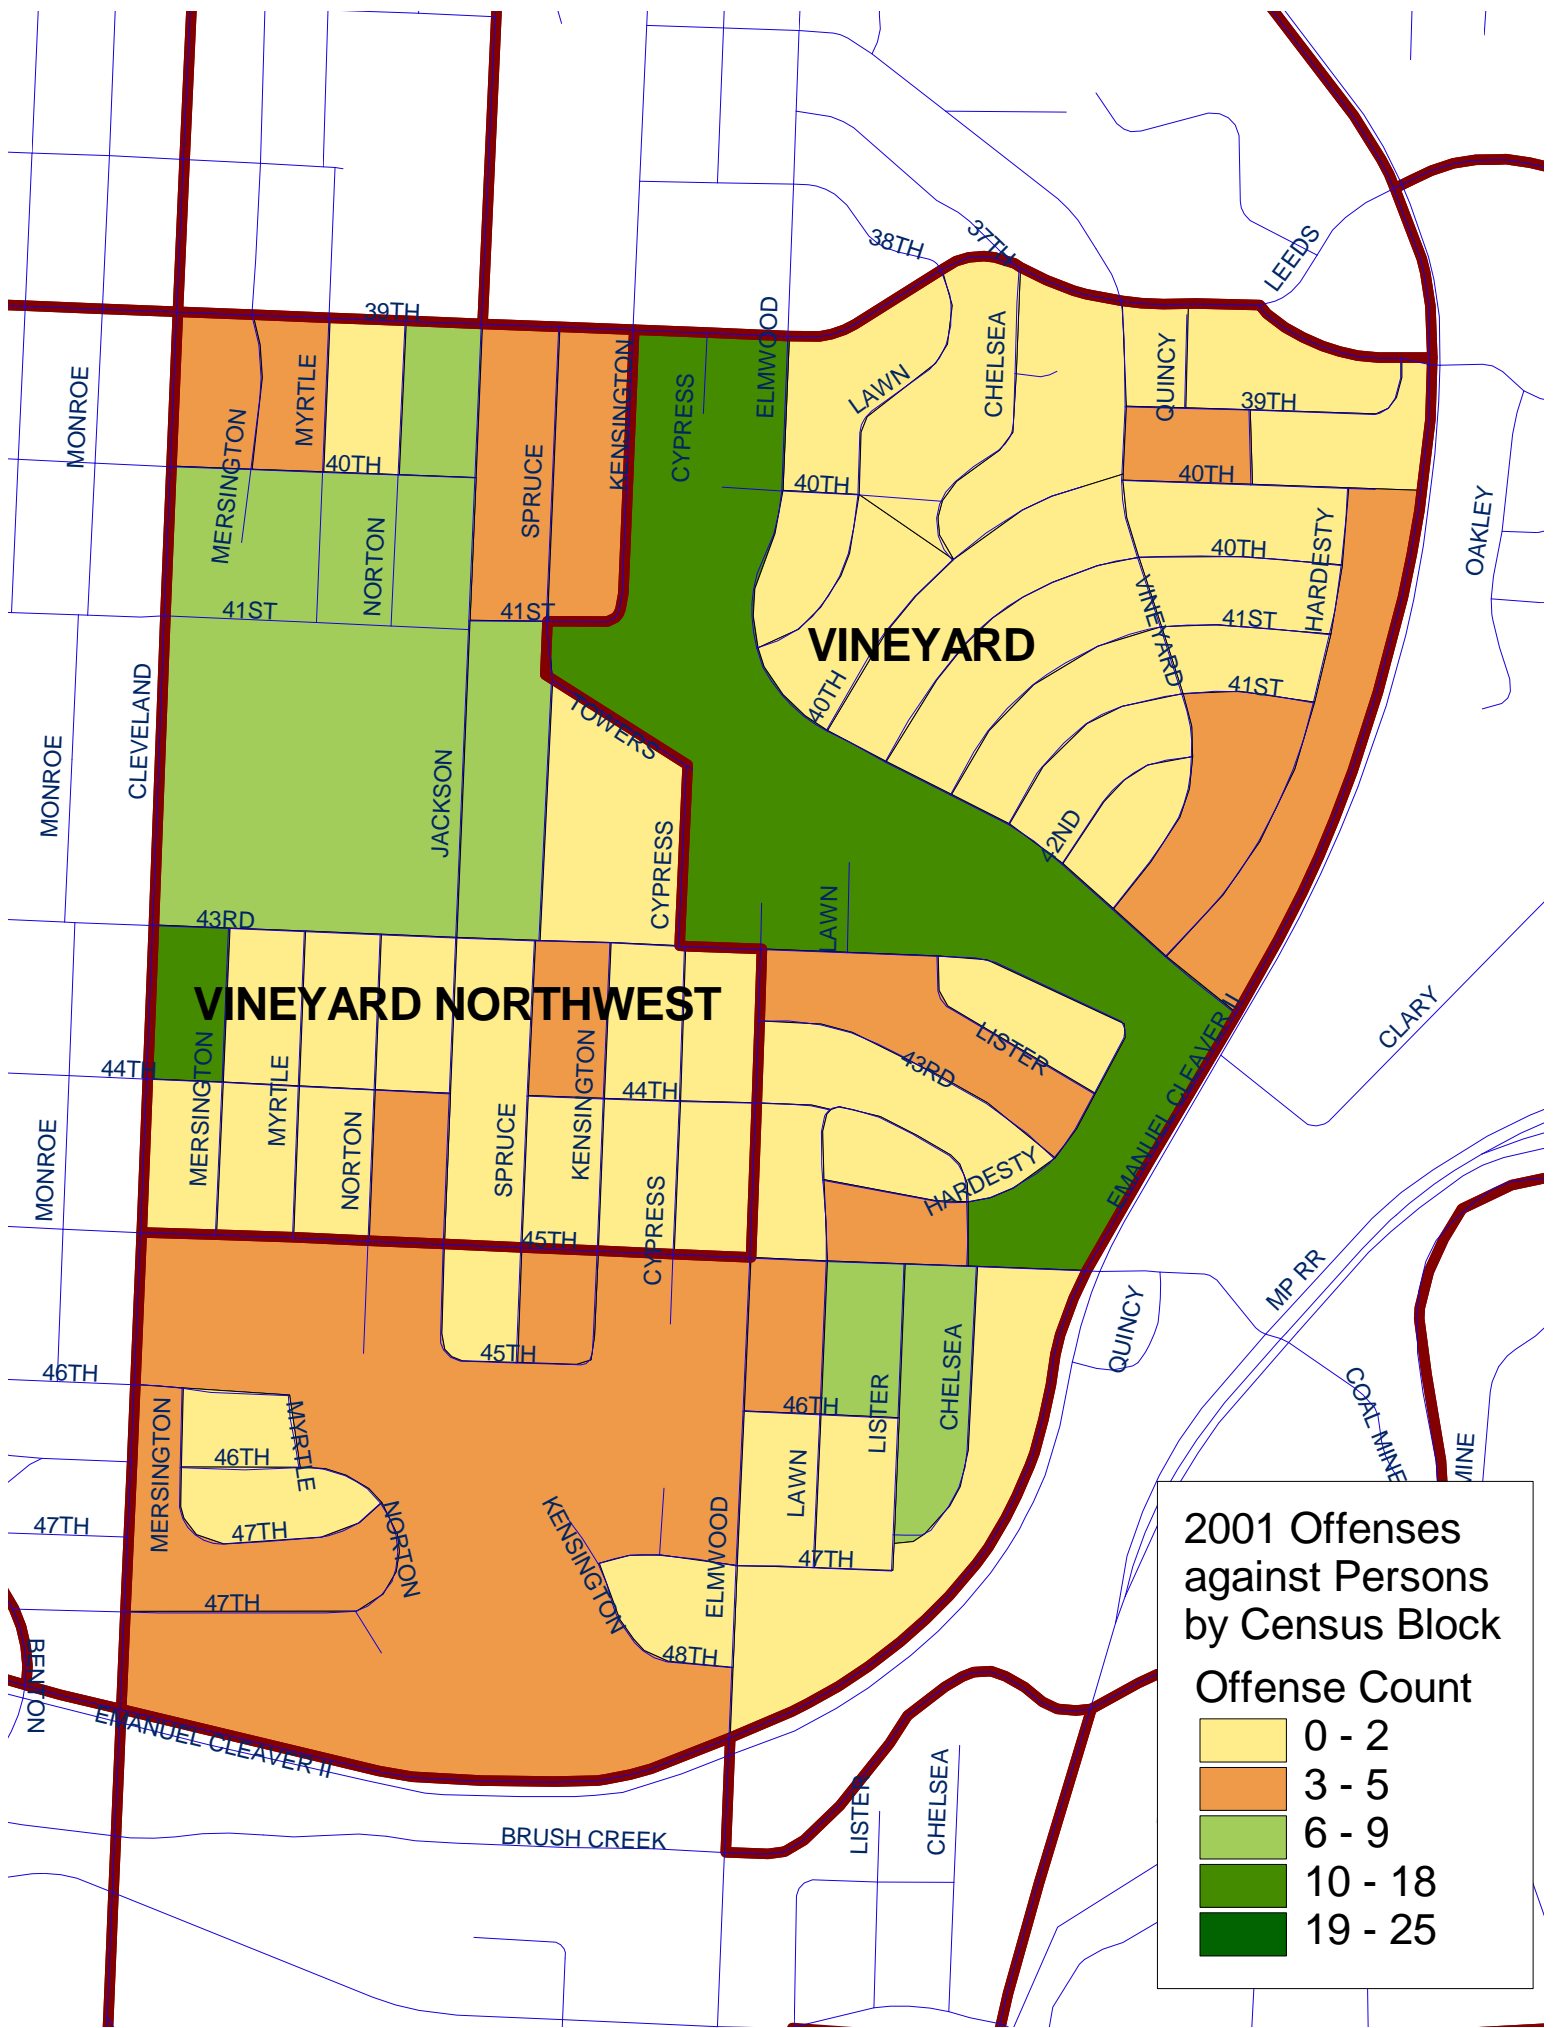 37TH
38TH
LEEDS
39TH
ELMWOOD
KENSINGTON
CHELSEA
QUINCY
MONROE
MYRTLE
LAWN
CYPRESS
39TH
MERSINGTON
40TH
SPRUCE
40TH
40TH
OAKLEY
NORTON
40TH
HARDESTY
41ST
41ST
VINEYARD
VINEYARD
41ST
40TH
41ST
CLEVELAND
TOWERS
MONROE
JACKSON
42ND
CYPRESS
43RD
LAWN
VINEYARD NORTHWEST
LISTER
CLARY
44TH
MERSINGTON
MYRTLE
KENSINGTON
44TH
43RD
EMANUEL CLEAVER II
MONROE
NORTON
SPRUCE
CYPRESS
HARDESTY
45TH
MP RR
QUINCY
46TH
45TH
CHELSEA
COAL MINE
MERSINGTON
MYRTLE
46TH
LISTER
46TH
LAWN
MINE
47TH
47TH
NORTON
KENSINGTON
ELMWOOD
47TH
47TH
48TH
BENTON
EMANUEL CLEAVER II
BRUSH CREEK
LISTER
CHELSEA
2001 Offenses
against Persons
by Census Block
Offense Count
0 - 2
3 - 5
6 - 9
10 - 18
19 - 25